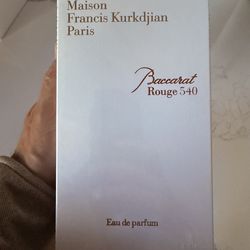 Maison
Francis Kurkdjian
Paris
Baccarat
Rouge 540
Eau de parfum